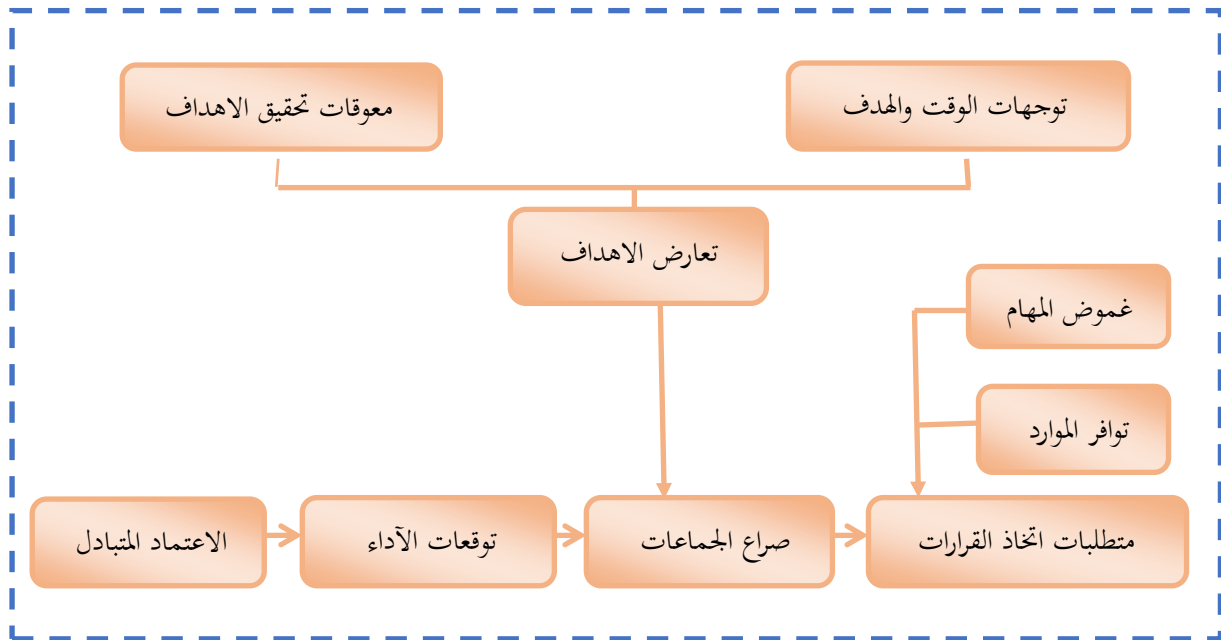 توجهات الوقت والهدف
معوقات تحقيق الاهداف
تعارض الاهداف
غموض المهام
توافر الموارد
متطلبات اتخاذ القرارات
صراع الجماعات
توقعات الآداء
الاعتماد المتبادل